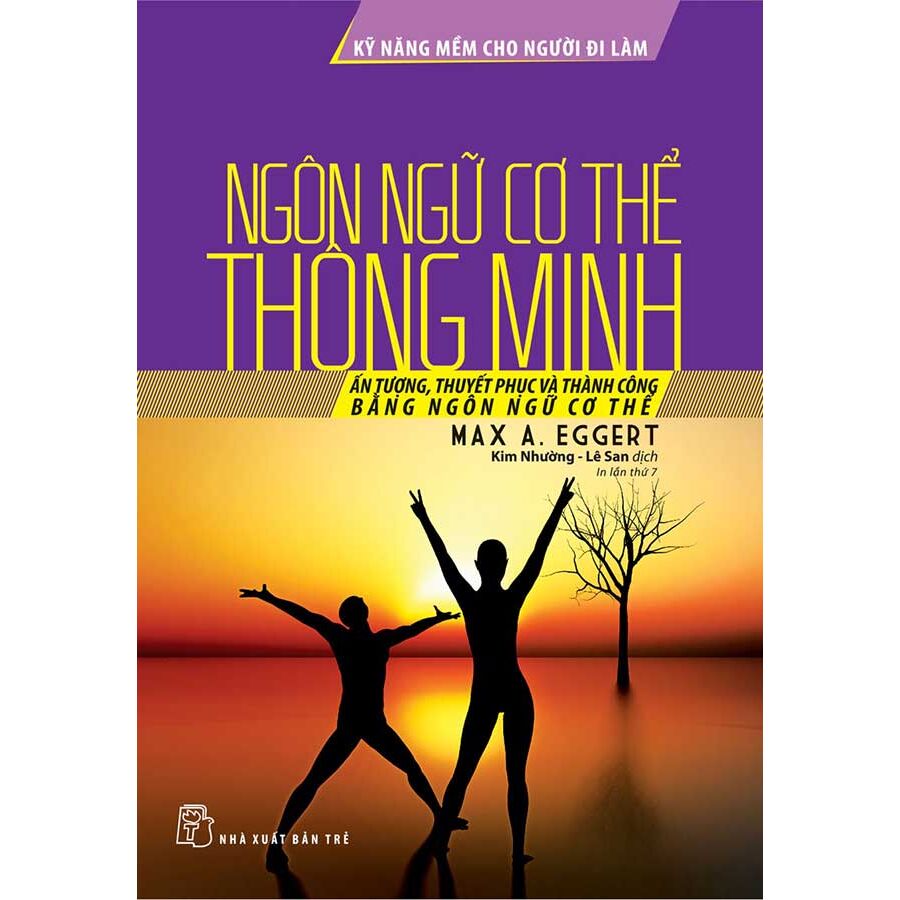 KỸ NĂNG MỀM CHO NGƯỜI ĐI LÀM
NGÔN NGỮ CƠ THỂ
THÔNG MINH
ẤN TƯỢNG, THUYẾT PHỤC VÀ THÀNH CÔNG
BẰNG NGÔN NGỮ CƠ THỂ
MAX A. EGGERT
Kim Nhường - Lê San dịch
In lần thứ 7
T
NHÀ XUẤT BẢN TRẺ